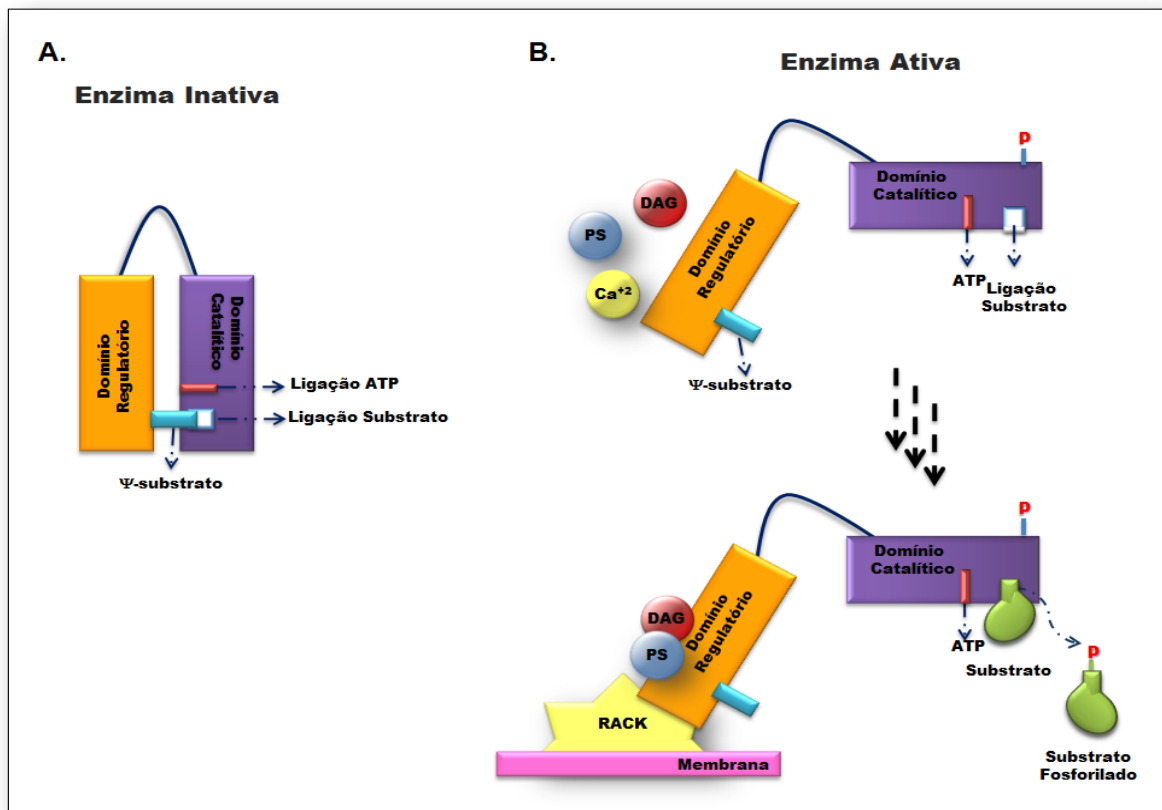 A.
Enzima Inativa
Domínio
Regulatório
Domínio
Catalítico
Ligação ATP
Ligação Substrato
Ψ-substrato
B.
Enzima Ativa
DAG
PS
Ca+2
Domínio
Regulatório
Ψ-substrato
p
Domínio
Catalítico
ATP
Ligação
Substrato
DAG
PS
Domínio
Regulatório
RACK
Membrana
p
Domínio
Catalítico
ATP
Substrato
p
Substrato
Fosforilado